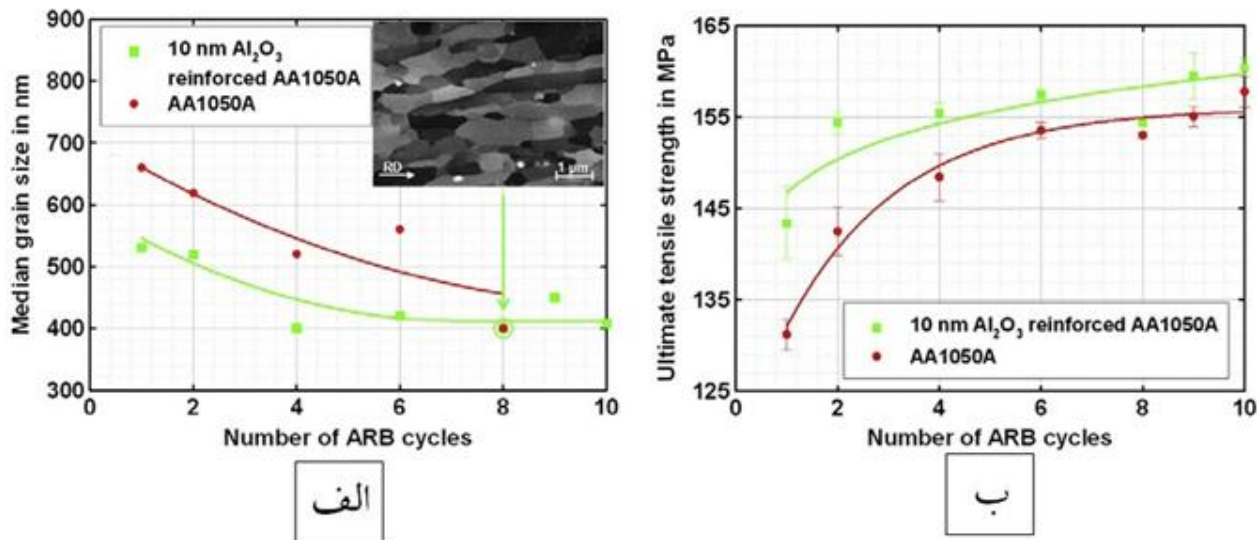 900
800
700
600
500
400
300
0
2
4
6
8
10
Median grain size in nm
Number of ARB cycles
10 nm Al₂O₃
reinforced AA1050A
AA1050A
RD
1 µm
الف
165
155
145
135
125
0
2
4
6
8
10
Ultimate tensile strength in MPa
Number of ARB cycles
10 nm Al₂O₃ reinforced AA1050A
AA1050A
ب